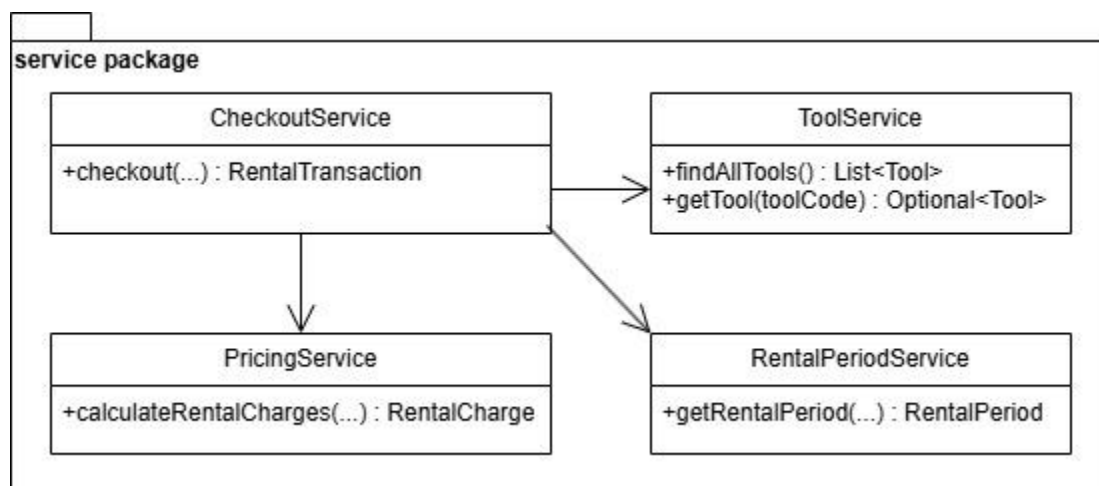 service package
CheckoutService
+checkout(...) : RentalTransaction
ToolService
+findAllTools() : List<Tool>
+getTool(toolCode) : Optional<Tool>
PricingService
+calculateRentalCharges(...) : RentalCharge
RentalPeriodService
+getRentalPeriod(...) : RentalPeriod